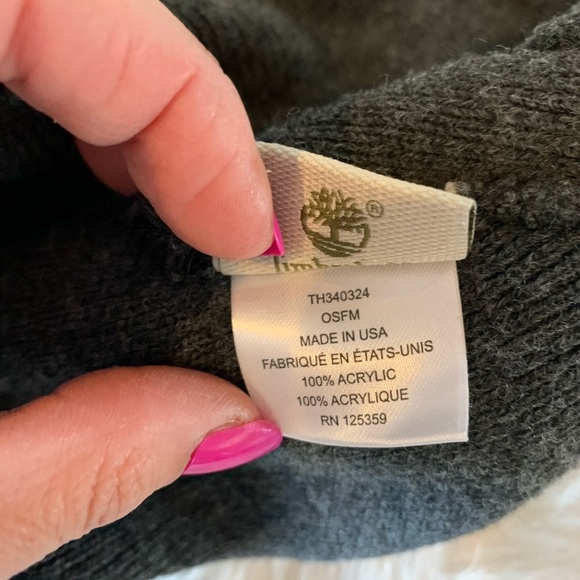 ®
TH340324
OSFM
MADE IN USA
FABRIQUÉ EN ÉTATS-UNIS
100% ACRYLIC
100% ACRYLIQUE
RN 125359